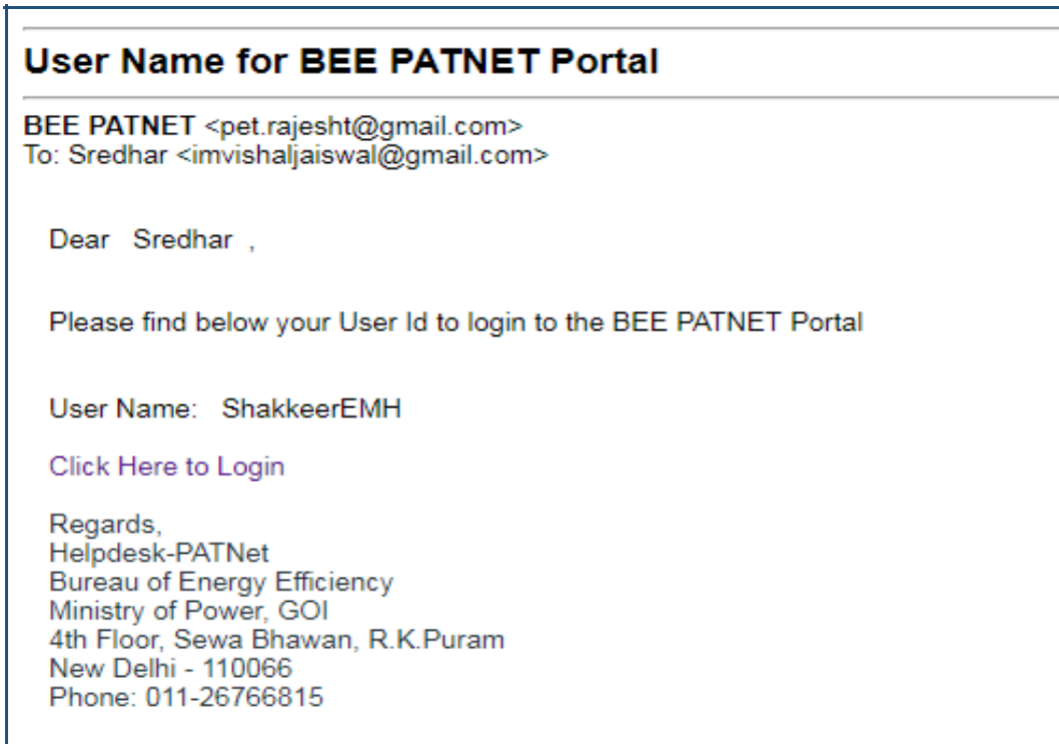 User Name for BEE PATNET Portal
BEE PATNET <pet.rajesht@gmail.com>
To: Sredhar <imvishaljaiswal@gmail.com>
Dear Sredhar ,
Please find below your User Id to login to the BEE PATNET Portal
User Name: ShakkeerEMH
Click Here to Login
Regards,
Helpdesk-PATNet
Bureau of Energy Efficiency
Ministry of Power, GOI
4th Floor, Sewa Bhawan, R.K.Puram
New Delhi - 110066
Phone: 011-26766815